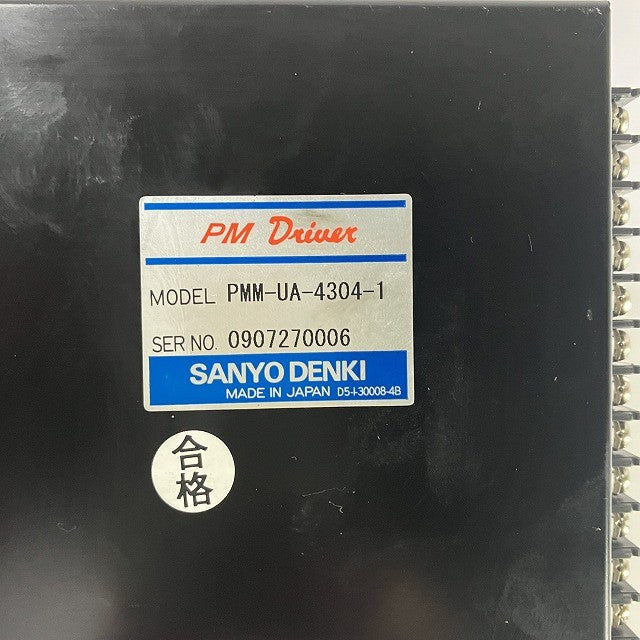 PM Driver
MODEL PMM-UA-4304-1
SER NO. 0907270006
SANYO DENKI
MADE IN JAPAN D5-I-30008-4B
合格